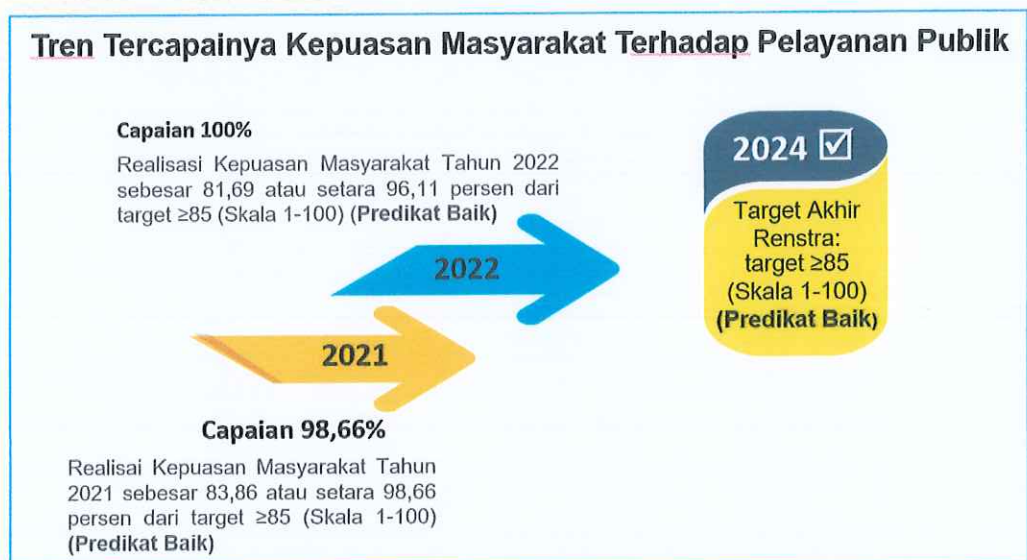 Tren Tercapainya Kepuasan Masyarakat Terhadap Pelayanan Publik
Capaian 100%
Realisasi Kepuasan Masyarakat Tahun 2022
sebesar 81,69 atau setara 96,11 persen dari
target ≥85 (Skala 1-100) (Predikat Baik)
2022
2021
Capaian 98,66%
Realisai Kepuasan Masyarakat Tahun
2021 sebesar 83,86 atau setara 98,66
persen dari target ≥85 (Skala 1-100)
(Predikat Baik)
2024 ☑
Target Akhir
Renstra:
target ≥85
(Skala 1-100)
(Predikat Baik)